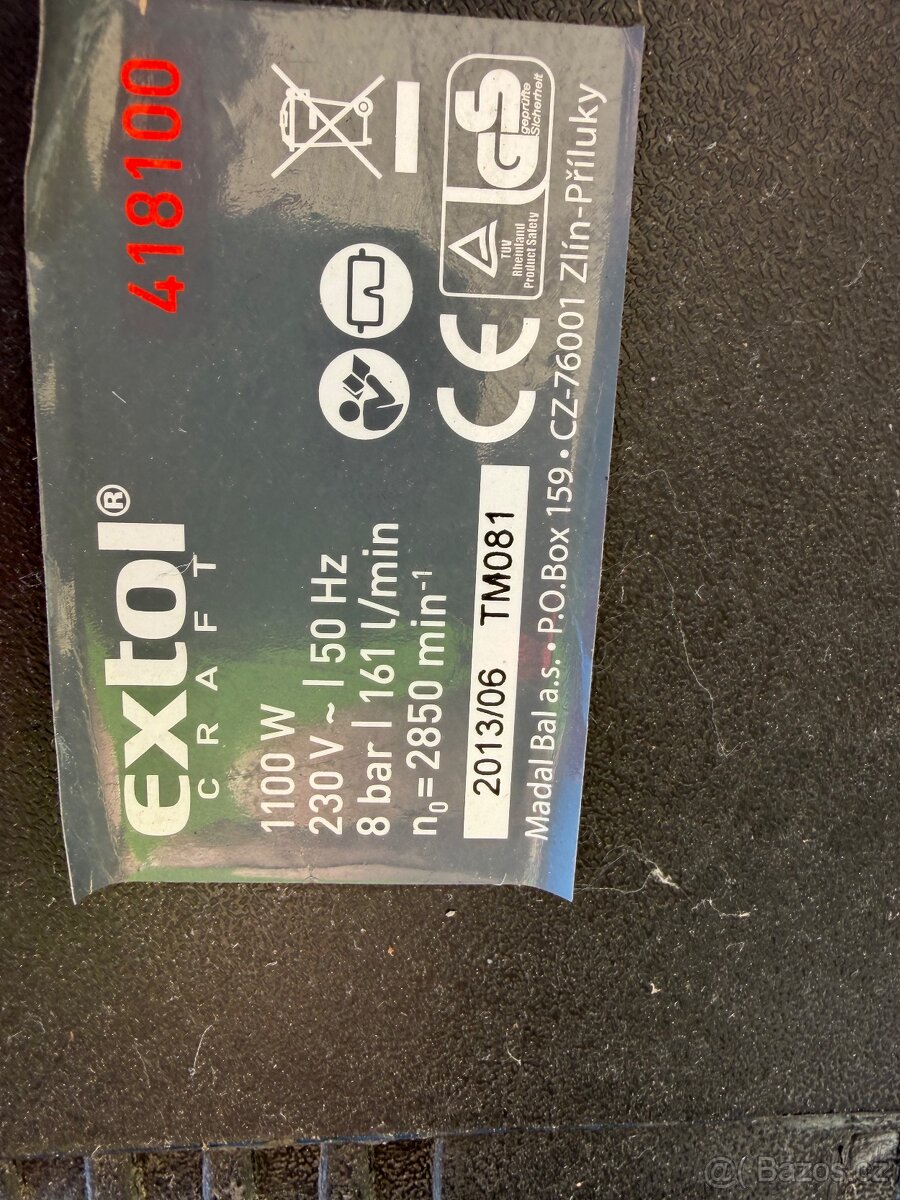 extol®
CRAFT
418100
1100 W
230 V ~ | 50 Hz
8 bar | 161 l/min
n0 = 2850 min-1
2013/06 TM081
CE
TÜV
Rheinland
Product Safety
GS
geprüfte
Sicherheit
Madal Bal a.s. • P.O.Box 159 • CZ-76001 Zlín-Příluky
@ Bazos.cz